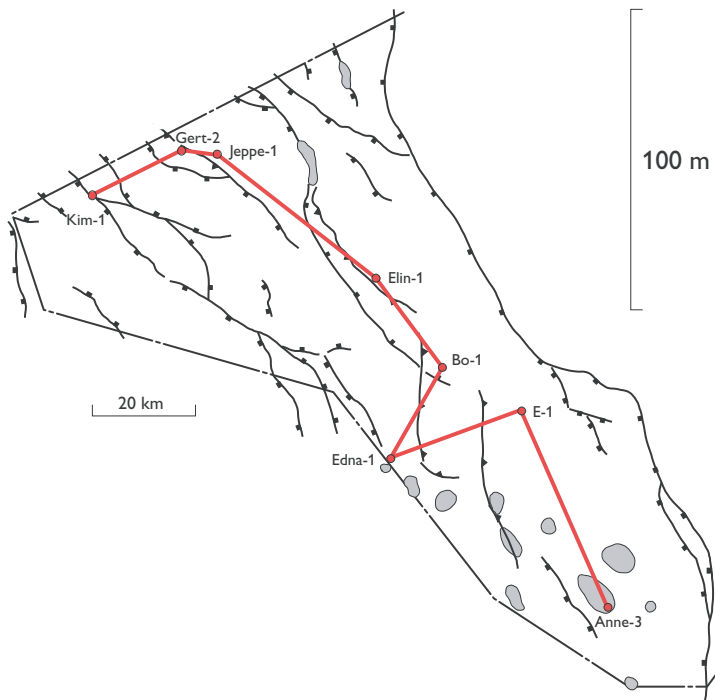 100 m
Gert-2
Jeppe-1
Kim-1
Elin-1
Bo-1
20 km
E-1
Edna-1
Anne-3